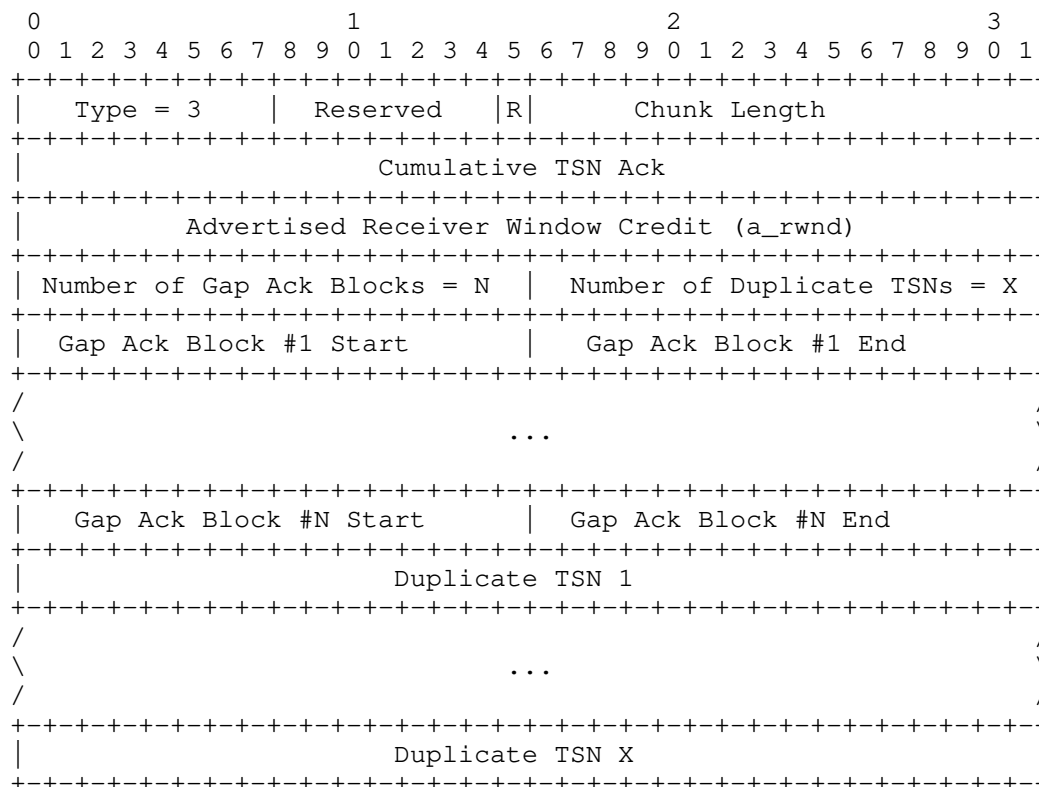 0                   1                   2                   3
 0 1 2 3 4 5 6 7 8 9 0 1 2 3 4 5 6 7 8 9 0 1 2 3 4 5 6 7 8 9 0 1
+-+-+-+-+-+-+-+-+-+-+-+-+-+-+-+-+-+-+-+-+-+-+-+-+-+-+-+-+-+-+-+-
|   Type = 3    |  Reserved   |R|      Chunk Length
+-+-+-+-+-+-+-+-+-+-+-+-+-+-+-+-+-+-+-+-+-+-+-+-+-+-+-+-+-+-+-+-
|                      Cumulative TSN Ack
+-+-+-+-+-+-+-+-+-+-+-+-+-+-+-+-+-+-+-+-+-+-+-+-+-+-+-+-+-+-+-+-
|          Advertised Receiver Window Credit (a_rwnd)
+-+-+-+-+-+-+-+-+-+-+-+-+-+-+-+-+-+-+-+-+-+-+-+-+-+-+-+-+-+-+-+-
| Number of Gap Ack Blocks = N  |  Number of Duplicate TSNs = X
+-+-+-+-+-+-+-+-+-+-+-+-+-+-+-+-+-+-+-+-+-+-+-+-+-+-+-+-+-+-+-+-
|  Gap Ack Block #1 Start       |   Gap Ack Block #1 End
+-+-+-+-+-+-+-+-+-+-+-+-+-+-+-+-+-+-+-+-+-+-+-+-+-+-+-+-+-+-+-+-
/                                                               /
\                              ...                              \
/                                                               /
+-+-+-+-+-+-+-+-+-+-+-+-+-+-+-+-+-+-+-+-+-+-+-+-+-+-+-+-+-+-+-+-
|   Gap Ack Block #N Start      |  Gap Ack Block #N End
+-+-+-+-+-+-+-+-+-+-+-+-+-+-+-+-+-+-+-+-+-+-+-+-+-+-+-+-+-+-+-+-
|                       Duplicate TSN 1
+-+-+-+-+-+-+-+-+-+-+-+-+-+-+-+-+-+-+-+-+-+-+-+-+-+-+-+-+-+-+-+-
/                                                               /
\                              ...                              \
/                                                               /
+-+-+-+-+-+-+-+-+-+-+-+-+-+-+-+-+-+-+-+-+-+-+-+-+-+-+-+-+-+-+-+-
|                       Duplicate TSN X
+-+-+-+-+-+-+-+-+-+-+-+-+-+-+-+-+-+-+-+-+-+-+-+-+-+-+-+-+-+-+-+-